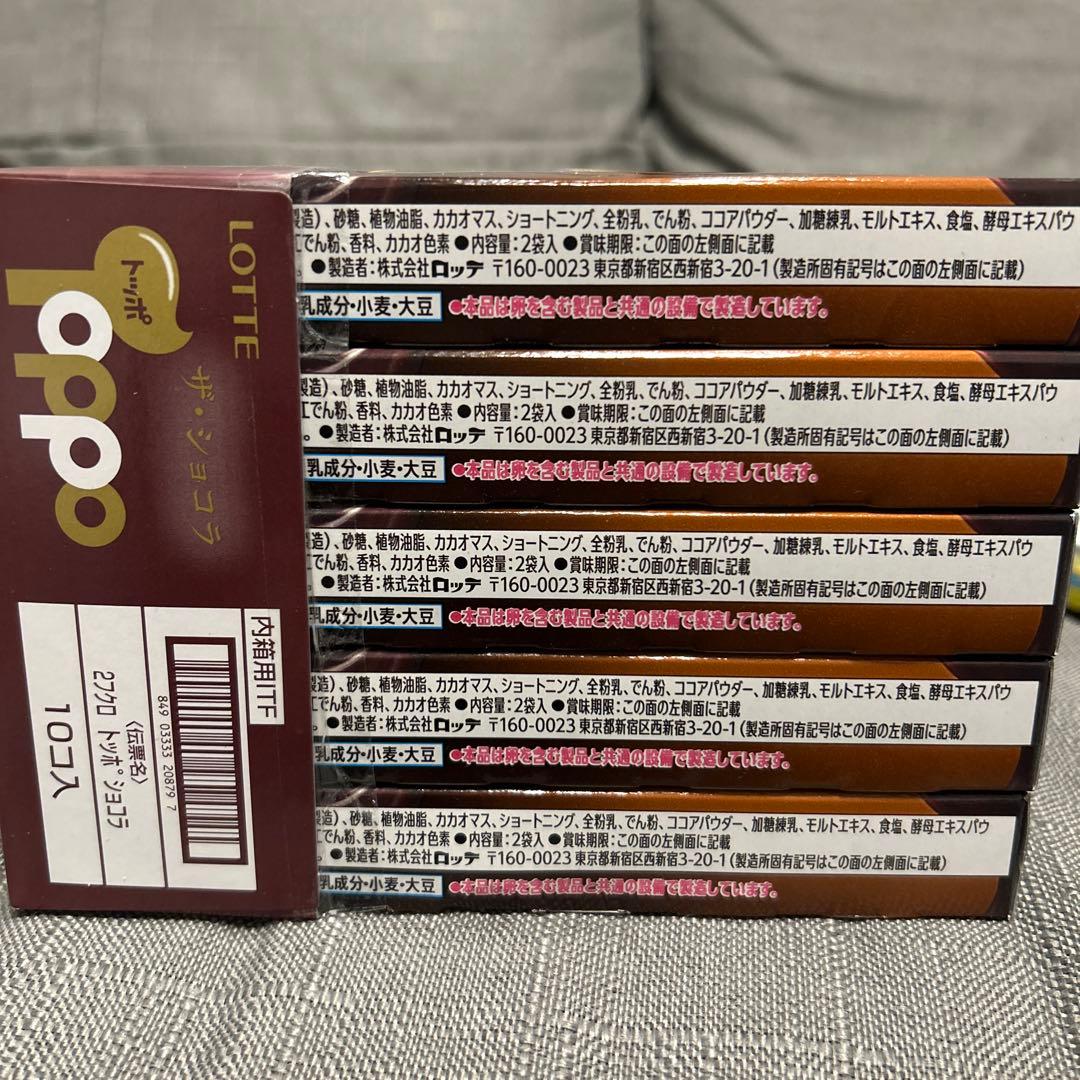 LOTTE
トッポ
Toppo
ザ・ショコラ
内箱用ITF
849 03333 20879 7
〈伝票名〉
27クロ トッポ ショコラ
10コ入
製造)、砂糖、植物油脂、カカオマス、ショートニング、全粉乳、でん粉、ココアパウダー、加糖練乳、モルトエキス、食塩、酵母エキスパウ
工でん粉、香料、カカオ色素 ●内容量:2袋入 ●賞味期限:この面の左側面に記載
。●製造者:株式会社ロッテ 〒160-0023 東京都新宿区西新宿3-20-1(製造所固有記号はこの面の左側面に記載)
乳成分・小麦・大豆 ●本品は卵を含む製品と共通の設備で製造しています。
製造)、砂糖、植物油脂、カカオマス、ショートニング、全粉乳、でん粉、ココアパウダー、加糖練乳、モルトエキス、食塩、酵母エキスパウ
工でん粉、香料、カカオ色素 ●内容量:2袋入 ●賞味期限:この面の左側面に記載
。●製造者:株式会社ロッテ 〒160-0023 東京都新宿区西新宿3-20-1(製造所固有記号はこの面の左側面に記載)
乳成分・小麦・大豆 ●本品は卵を含む製品と共通の設備で製造しています。
造)、砂糖、植物油脂、カカオマス、ショートニング、全粉乳、でん粉、ココアパウダー、加糖練乳、モルトエキス、食塩、酵母エキスパウ
工でん粉、香料、カカオ色素 ●内容量:2袋入 ●賞味期限:この面の左側面に記載
。●製造者:株式会社ロッテ 〒160-0023 東京都新宿区西新宿3-20-1(製造所固有記号はこの面の左側面に記載)
乳成分・小麦・大豆 ●本品は卵を含む製品と共通の設備で製造しています。
造)、砂糖、植物油脂、カカオマス、ショートニング、全粉乳、でん粉、ココアパウダー、加糖練乳、モルトエキス、食塩、酵母エキスパウ
工でん粉、香料、カカオ色素 ●内容量:2袋入 ●賞味期限:この面の左側面に記載
。●製造者:株式会社ロッテ 〒160-0023 東京都新宿区西新宿3-20-1(製造所固有記号はこの面の左側面に記載)
乳成分・小麦・大豆 ●本品は卵を含む製品と共通の設備で製造しています。
造)、砂糖、植物油脂、カカオマス、ショートニング、全粉乳、でん粉、ココアパウダー、加糖練乳、モルトエキス、食塩、酵母エキスパウ
工でん粉、香料、カカオ色素 ●内容量:2袋入 ●賞味期限:この面の左側面に記載
。●製造者:株式会社ロッテ 〒160-0023 東京都新宿区西新宿3-20-1(製造所固有記号はこの面の左側面に記載)
乳成分・小麦・大豆 ●本品は卵を含む製品と共通の設備で製造しています。